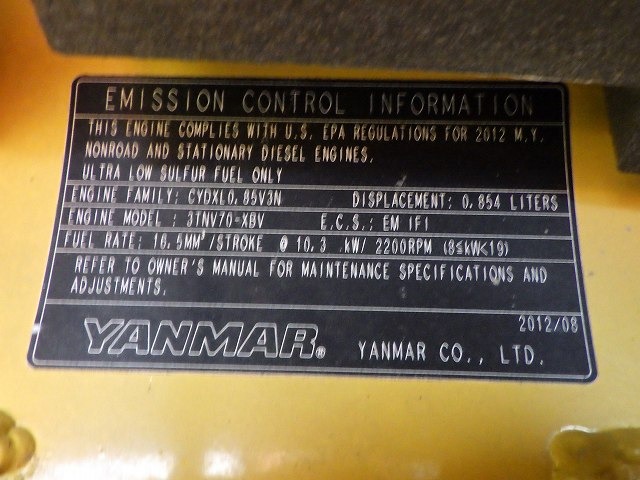 EMISSION CONTROL INFORMATION
THIS ENGINE COMPLIES WITH U.S. EPA REGULATIONS FOR 2012 M.Y.
NONROAD AND STATIONARY DIESEL ENGINES.
ULTRA LOW SULFUR FUEL ONLY
ENGINE FAMILY: CYDXL0.85V3N DISPLACEMENT: 0.854 LITERS
ENGINE MODEL : 3TNV70-XBV E.C.S.: EM IFI
FUEL RATE: 16.5MM³/STROKE @ 10.3 kW/ 2200RPM (8≤kW<19)
REFER TO OWNER'S MANUAL FOR MAINTENANCE SPECIFICATIONS AND
ADJUSTMENTS.
2012/08
YANMAR® YANMAR CO., LTD.